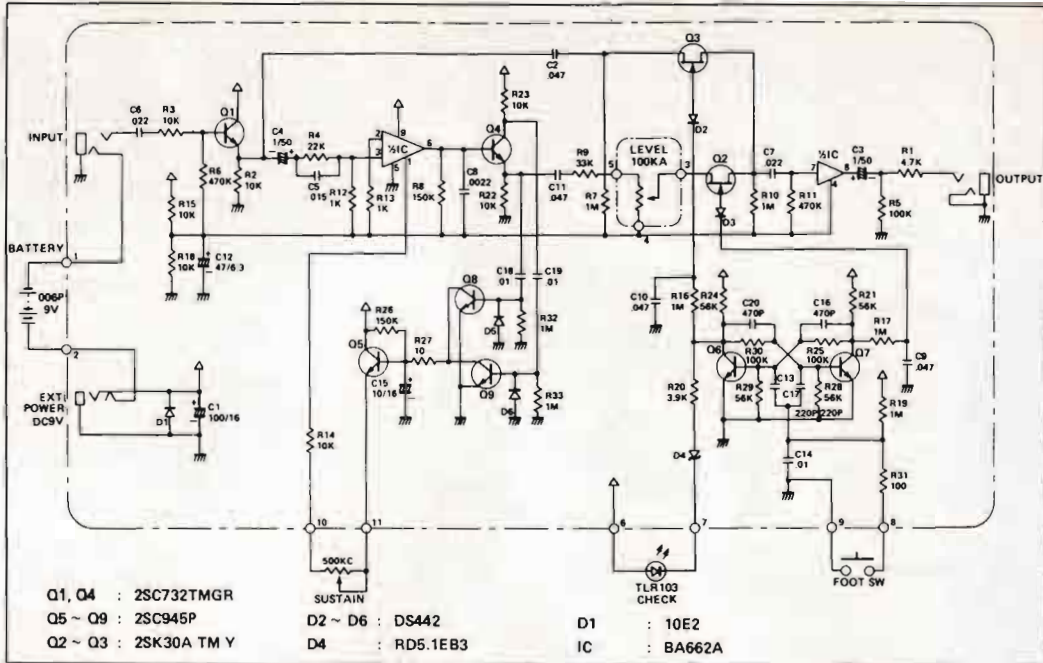 Q3
C2
.047
R23
10K
D2
Q1
C6
.022
R3
10K
INPUT
C4
1/50
R4
22K
C5
.015
½IC
Q4
LEVEL
100KA
Q2
C7
.022
½IC
C3
1/50
R1
4.7K
OUTPUT
R6
470K
R2
10K
R12
1K
R13
1K
R8
150K
C8
.0022
R22
10K
C11
.047
R9
33K
R7
1M
D3
R10
1M
R11
470K
R5
100K
R15
10K
R18
10K
C12
47/6.3
BATTERY
006P
9V
EXT.
POWER
DC9V
D1
C1
100/16
Q8
C18
.01
C19
.01
D5
R32
1M
R26
150K
Q5
R27
10
C15
10/16
Q9
D6
R33
1M
R14
10K
C10
.047
R16
1M
R24
56K
C20
470P
C16
470P
R21
56K
R17
1M
Q6
R30
100K
R25
100K
Q7
C9
.047
R20
3.9K
R29
56K
C13
C17
220P
220P
R28
56K
R19
1M
D4
C14
.01
R31
100
1
2
3
4
5
6
7
8
9
10
11
500KC
SUSTAIN
TLR103
CHECK
FOOT SW
Q1, Q4 : 2SC732TMGR
Q5 ~ Q9 : 2SC945P
Q2 ~ Q3 : 2SK30A TM Y
D2 ~ D6 : DS442
D4 : RD5.1EB3
D1 : 10E2
IC : BA662A